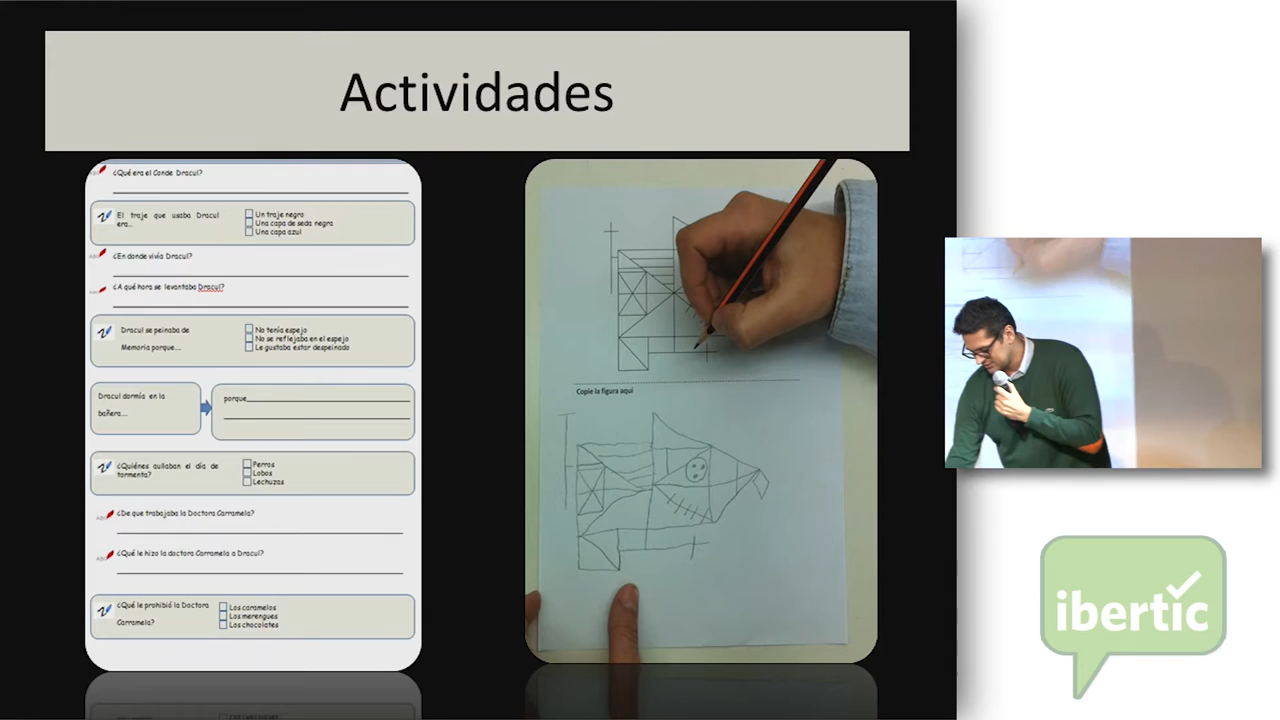 Actividades
¿Qué era el Conde Dracul?
El traje que usaba Dracul
era...
Un traje negro
Una capa de seda negra
Una capa azul
¿En donde vivía Dracul?
¿A qué hora se levantaba Dracul?
Dracul se peinaba de
Memoria porque....
No tenía espejo
No se reflejaba en el espejo
Le gustaba estar despeinado
Dracul dormía en la
bañera....
porque
¿Quiénes aullaban el día de
tormenta?
Perros
Lobos
Lechuzas
¿De que trabajaba la Doctora Carramela?
¿Qué le hizo la doctora Carramela a Dracul?
¿Qué le prohibió la Doctora
Carramela?
Los caramelos
Los merengues
Los chocolates
Copie la figura aquí
ibertic